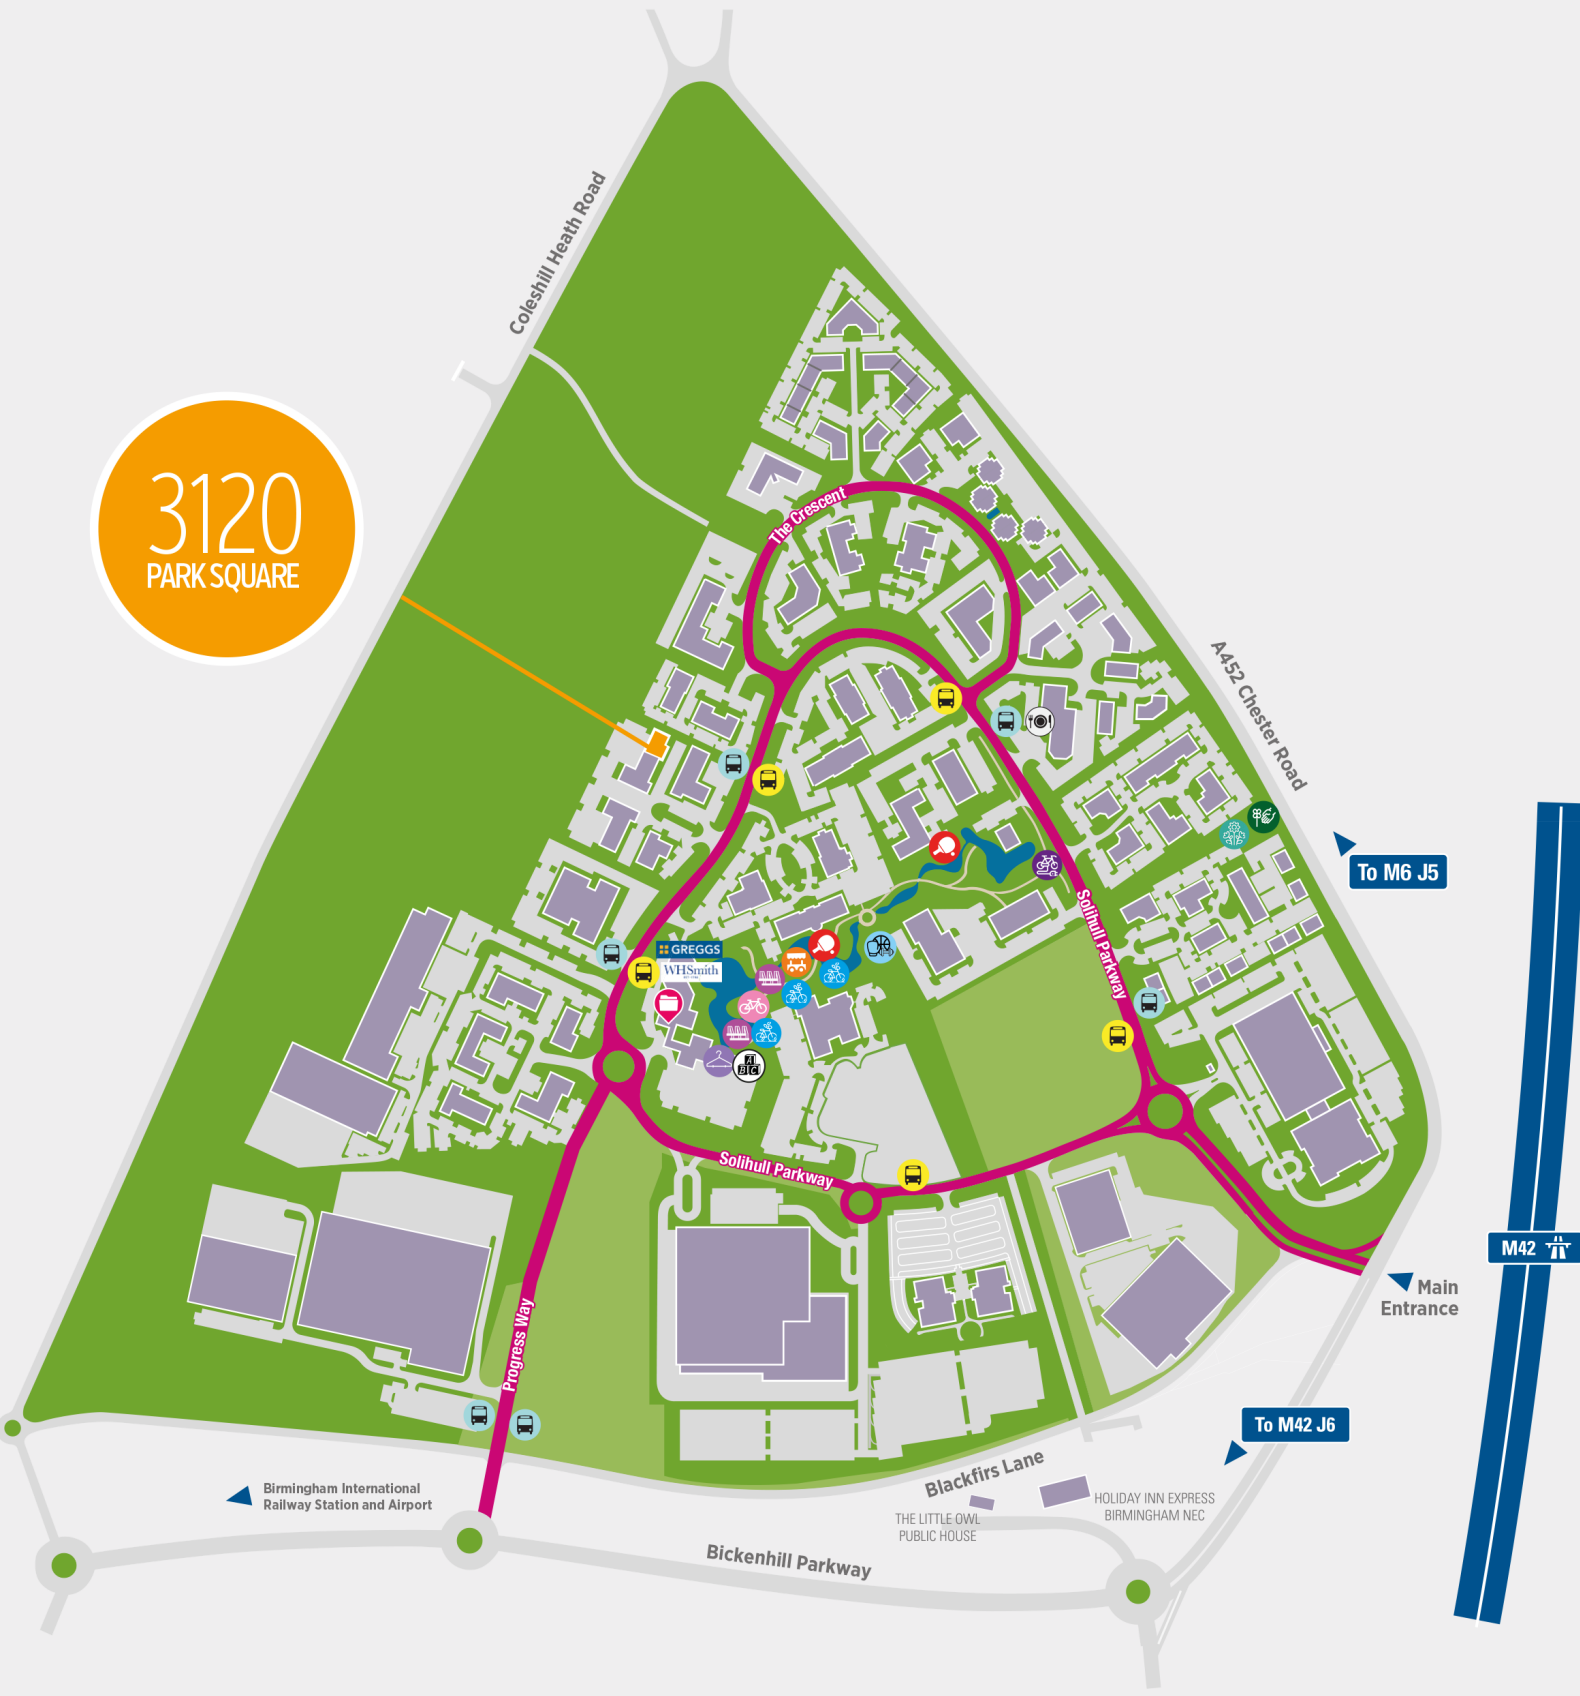 Coleshill Heath Road
3120
PARK SQUARE
The Crescent
A452 Chester Road
To M6 J5
Solihull Parkway
GREGGS
WHSmith
A
B C
Solihull Parkway
M42
Main
Entrance
Progress Way
To M42 J6
Birmingham International
Railway Station and Airport
Blackfirs Lane
HOLIDAY INN EXPRESS
BIRMINGHAM NEC
THE LITTLE OWL
PUBLIC HOUSE
Bickenhill Parkway